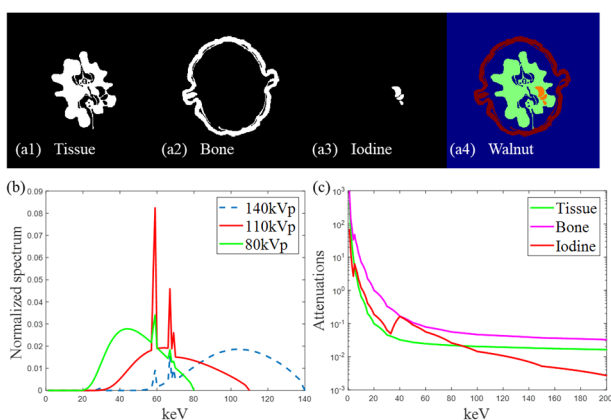 (a1) Tissue
(a2) Bone
(a3) Iodine
(a4) Walnut
(b)
0.09
0.08
0.07
0.06
0.05
0.04
0.03
0.02
0.01
0
Normalized spectrum
140kVp
110kVp
80kVp
0 20 40 60 80 100 120 140
keV
(c)
10³
10²
10¹
10⁰
10⁻¹
10⁻²
10⁻³
Attenuations
Tissue
Bone
Iodine
0 20 40 60 80 100 120 140 160 180 200
keV